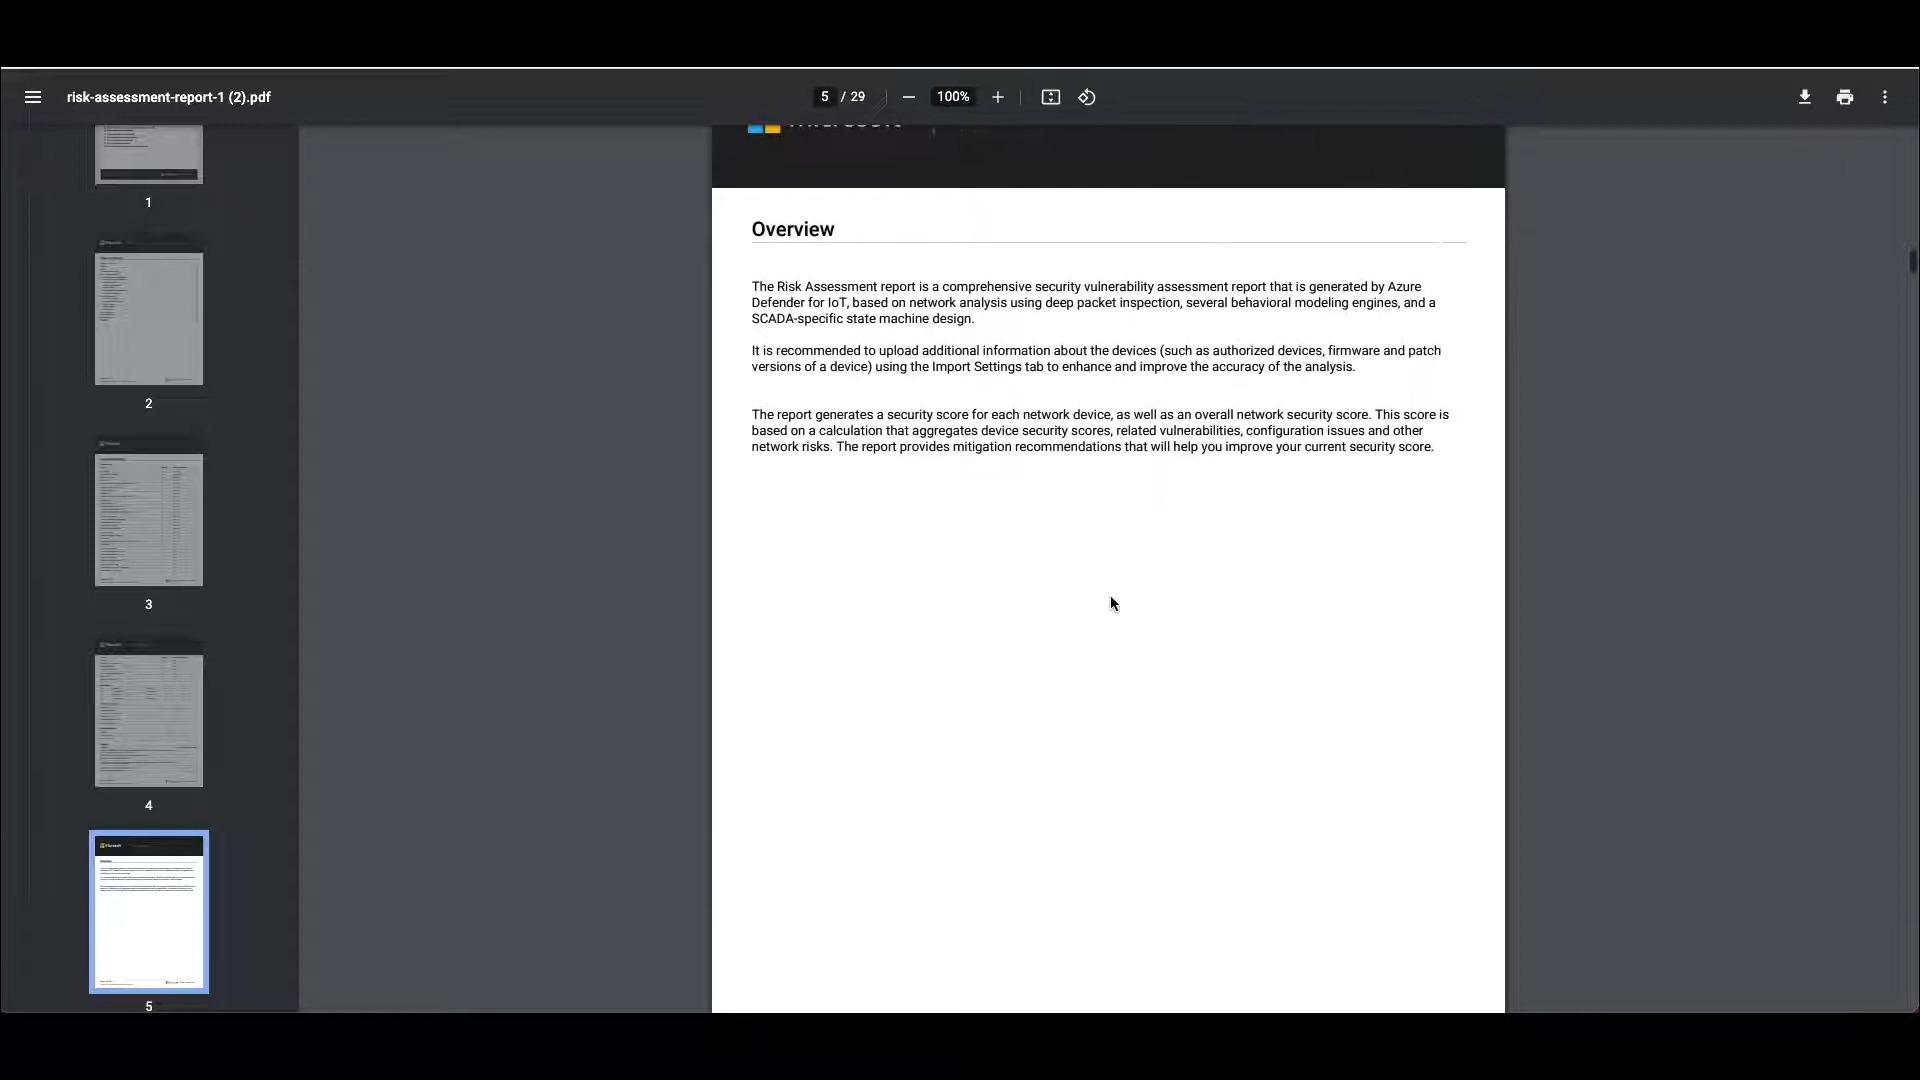 risk-assessment-report-1 (2).pdf
5 / 29
100%
1
2
3
4
5
Overview
The Risk Assessment report is a comprehensive security vulnerability assessment report that is generated by Azure
Defender for IoT, based on network analysis using deep packet inspection, several behavioral modeling engines, and a
SCADA-specific state machine design.
It is recommended to upload additional information about the devices (such as authorized devices, firmware and patch
versions of a device) using the Import Settings tab to enhance and improve the accuracy of the analysis.
The report generates a security score for each network device, as well as an overall network security score. This score is
based on a calculation that aggregates device security scores, related vulnerabilities, configuration issues and other
network risks. The report provides mitigation recommendations that will help you improve your current security score.